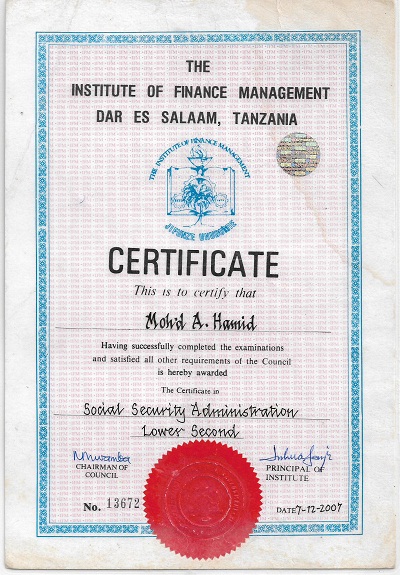 THE
INSTITUTE OF FINANCE MANAGEMENT
DAR ES SALAAM, TANZANIA
THE INSTITUTE OF FINANCE MANAGEMENT
CERTIFICATE
This is to certify that
Mohd A. Hamid
Having successfully completed the examinations
and satisfied all other requirements of the Council
is hereby awarded
The Certificate in
Social Security Administration
Lower Second
CHAIRMAN OF
COUNCIL
PRINCIPAL OF
INSTITUTE
No. 13672
DATE 7-12-2007